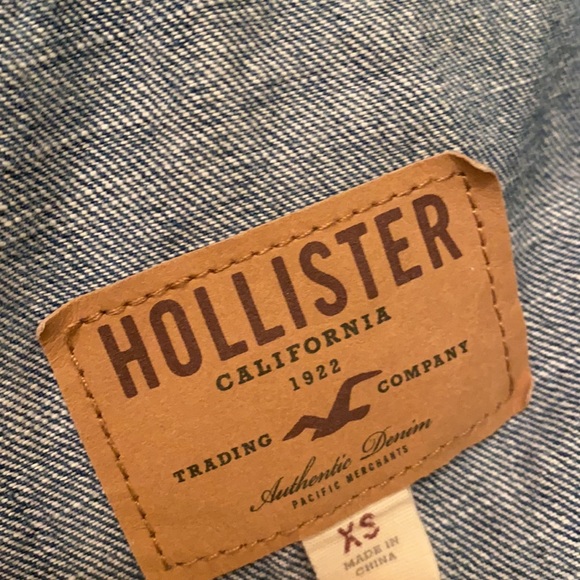 HOLLISTER
CALIFORNIA
1922
TRADING COMPANY
Authentic Denim
PACIFIC MERCHANTS
XS
MADE IN
CHINA